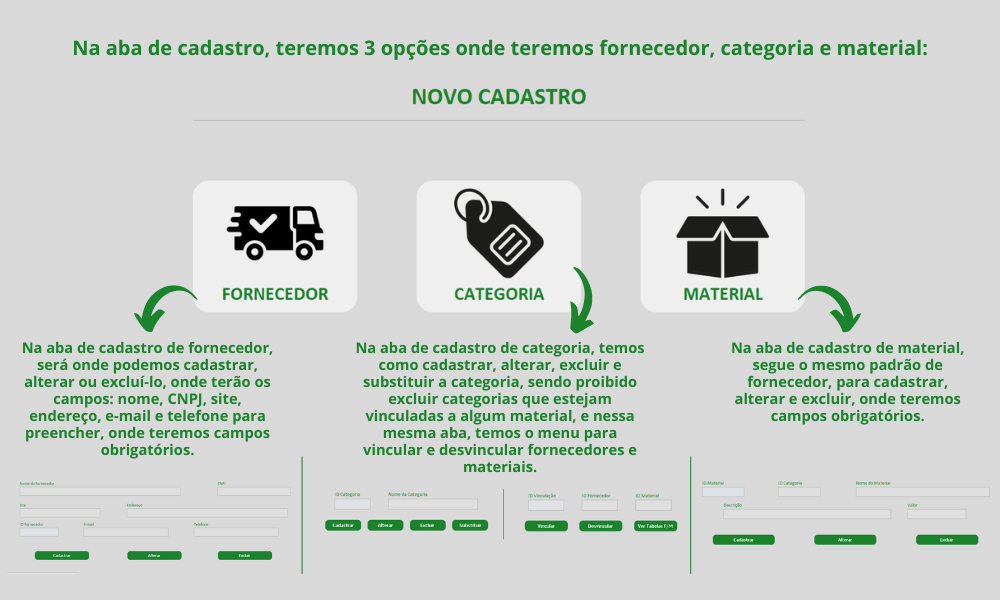 Na aba de cadastro, teremos 3 opções onde teremos fornecedor, categoria e material:
NOVO CADASTRO
FORNECEDOR
CATEGORIA
MATERIAL
Na aba de cadastro de fornecedor,
será onde podemos cadastrar,
alterar ou excluí-lo, onde terão os
campos: nome, CNPJ, site,
endereço, e-mail e telefone para
preencher, onde teremos campos
obrigatórios.
Na aba de cadastro de categoria, temos
como cadastrar, alterar, excluir e
substituir a categoria, sendo proibido
excluir categorias que estejam
vinculadas a algum material, e nessa
mesma aba, temos o menu para
vincular e desvincular fornecedores e
materiais.
Na aba de cadastro de material,
segue o mesmo padrão de
fornecedor, para cadastrar,
alterar e excluir, onde teremos
campos obrigatórios.
Nome do Fornecedor
CNPJ
Site
Endereço
ID Fornecedor
E-mail
Telefone
Cadastrar
Alterar
Excluir
ID Categoria
Nome da Categoria
Cadastrar
Alterar
Excluir
Substituir
ID Vinculação
ID Fornecedor
ID Material
Vincular
Desvincular
Ver Tabelas F/M
ID Material
ID Categoria
Nome do Material
Descrição
Valor
Cadastrar
Alterar
Excluir